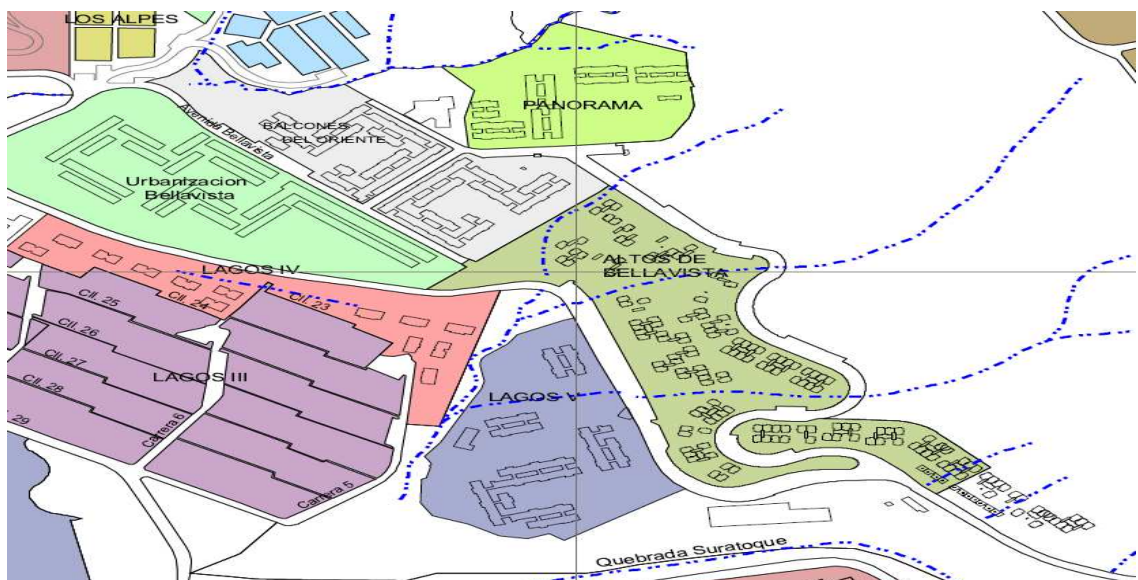 LOS ALPES
PANORAMA
Avenida Bellavista
BALCONES
DEL ORIENTE
Urbanizacion
Bellavista
ALTOS DE
BELLAVISTA
LAGOS IV
Cll. 23
Cll. 24
Cll. 25
Cll. 26
Cll. 27
Cll. 28
29
LAGOS III
LAGOS V
Carrera 6
Carrera 5
Quebrada Suratoque